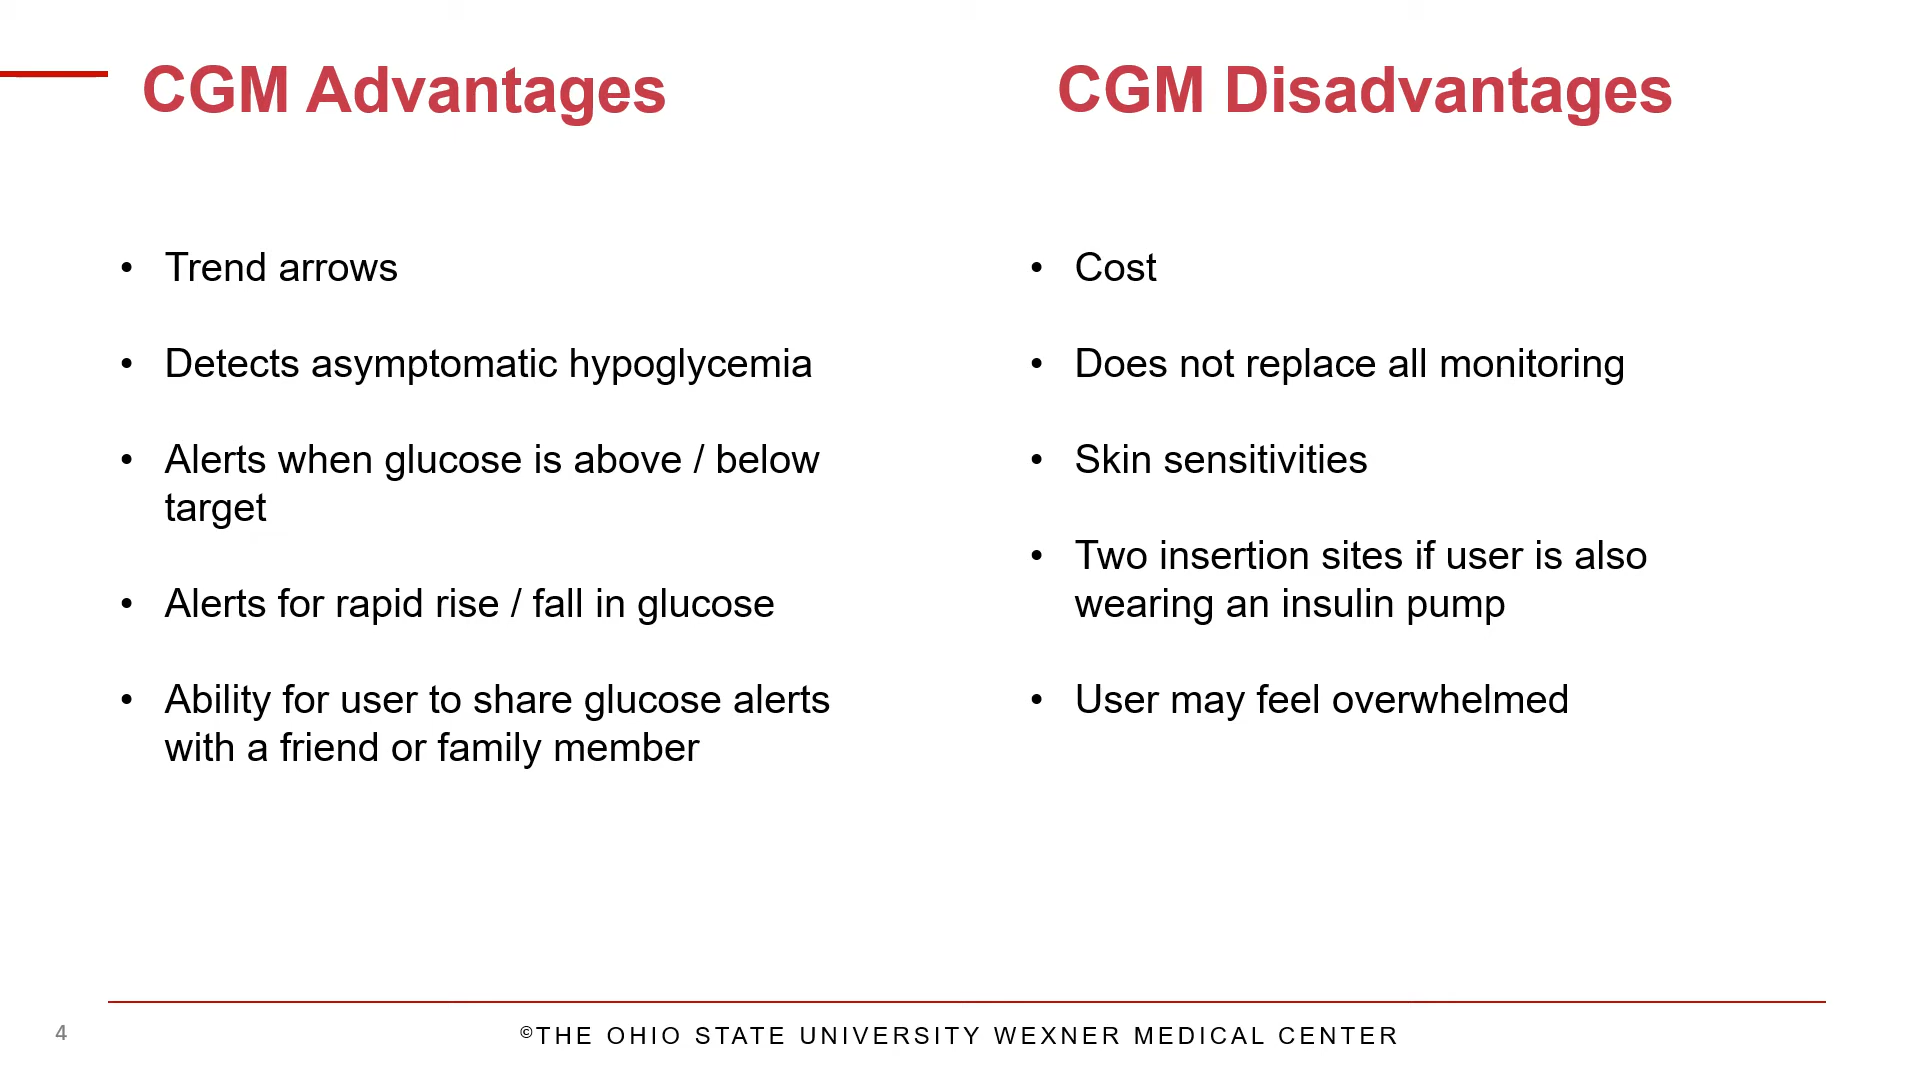 CGM Advantages
• Trend arrows
• Detects asymptomatic hypoglycemia
• Alerts when glucose is above / below
target
• Alerts for rapid rise / fall in glucose
• Ability for user to share glucose alerts
with a friend or family member
CGM Disadvantages
• Cost
• Does not replace all monitoring
• Skin sensitivities
• Two insertion sites if user is also
wearing an insulin pump
• User may feel overwhelmed
4
©THE OHIO STATE UNIVERSITY WEXNER MEDICAL CENTER